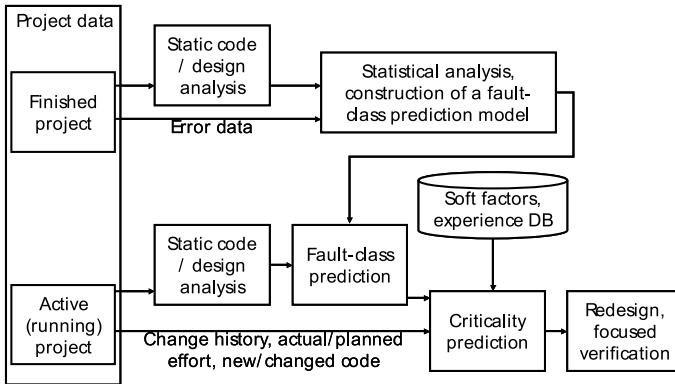 Project data
Static code
/ design
analysis
Statistical analysis,
construction of a fault-
class prediction model
Finished
project
Error data
Soft factors,
experience DB
Static code
/ design
analysis
Fault-class
prediction
Active
(running)
project
Change history, actual/planned
effort, new/changed code
Criticality
prediction
Redesign,
focused
verification